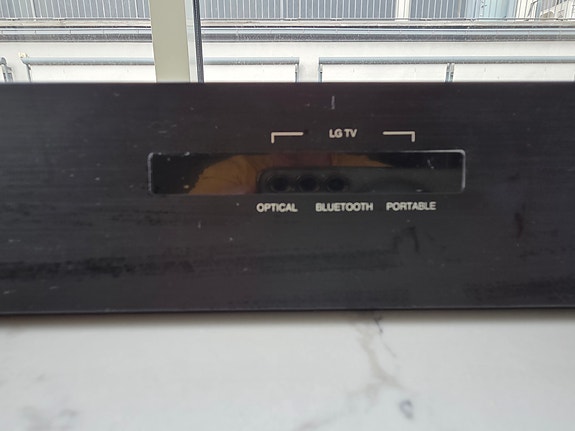 LG TV
OPTICAL BLUETOOTH PORTABLE